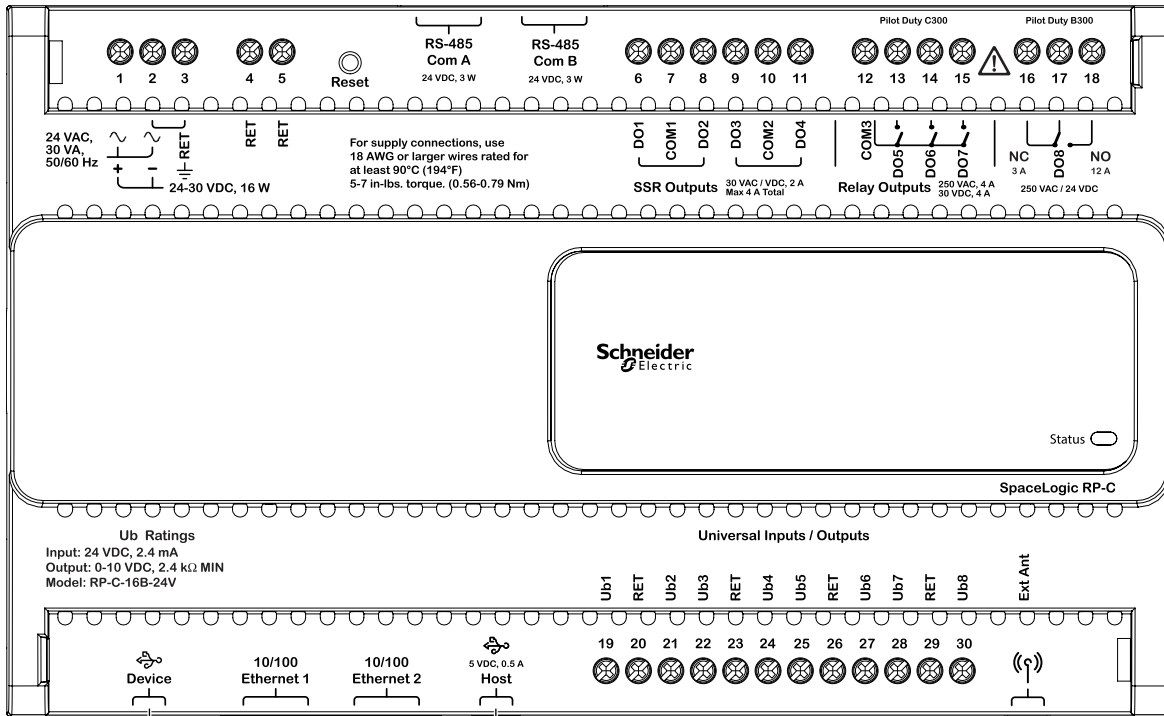 Pilot Duty C300
Pilot Duty B300
RS-485
Com A
24 VDC, 3 W
RS-485
Com B
24 VDC, 3 W
1 2 3 4 5
Reset
6 7 8 9 10 11
12 13 14 15
16 17 18
24 VAC,
30 VA,
50/60 Hz
+ −
RET
RET
RET
24-30 VDC, 16 W
For supply connections, use
18 AWG or larger wires rated for
at least 90°C (194°F)
5-7 in-lbs. torque. (0.56-0.79 Nm)
DO1
COM1
DO2
DO3
COM2
DO4
SSR Outputs
30 VAC / VDC, 2 A
Max 4 A Total
COM3
DO5
DO6
DO7
Relay Outputs
250 VAC, 4 A
30 VDC, 4 A
NC
3 A
DO8
NO
12 A
250 VAC / 24 VDC
Schneider
Electric
Status
SpaceLogic RP-C
Ub Ratings
Input: 24 VDC, 2.4 mA
Output: 0-10 VDC, 2.4 kΩ MIN
Model: RP-C-16B-24V
Universal Inputs / Outputs
Ub1
RET
Ub2
Ub3
RET
Ub4
Ub5
RET
Ub6
Ub7
RET
Ub8
Ext Ant
Device
10/100
Ethernet 1
10/100
Ethernet 2
5 VDC, 0.5 A
Host
19 20 21 22 23 24 25 26 27 28 29 30